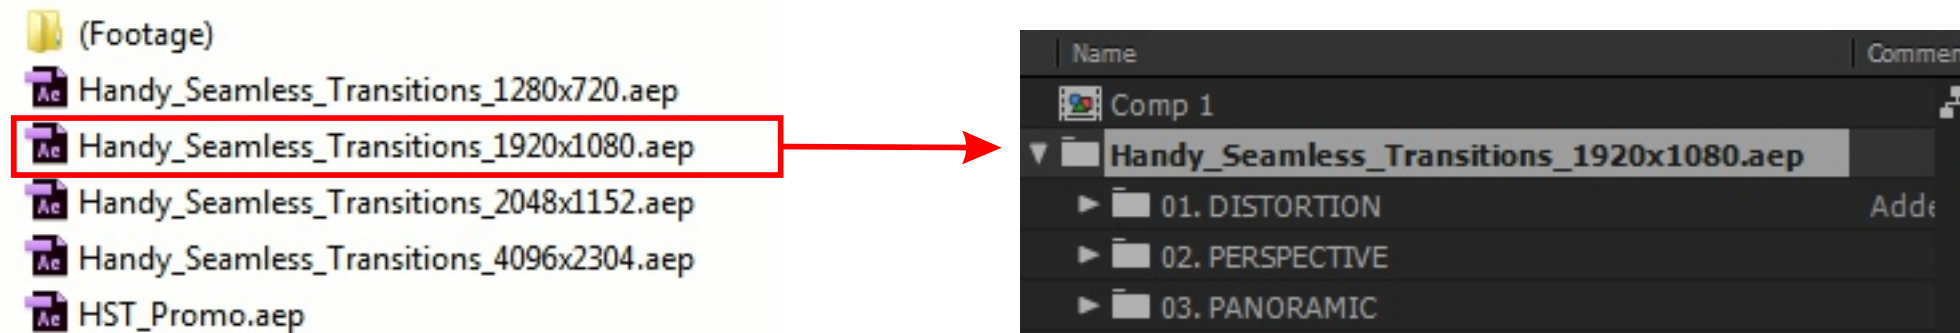 (Footage)
Handy_Seamless_Transitions_1280x720.aep
Handy_Seamless_Transitions_1920x1080.aep
Handy_Seamless_Transitions_2048x1152.aep
Handy_Seamless_Transitions_4096x2304.aep
HST_Promo.aep
Name
Comp 1
Handy_Seamless_Transitions_1920x1080.aep
01. DISTORTION
02. PERSPECTIVE
03. PANORAMIC